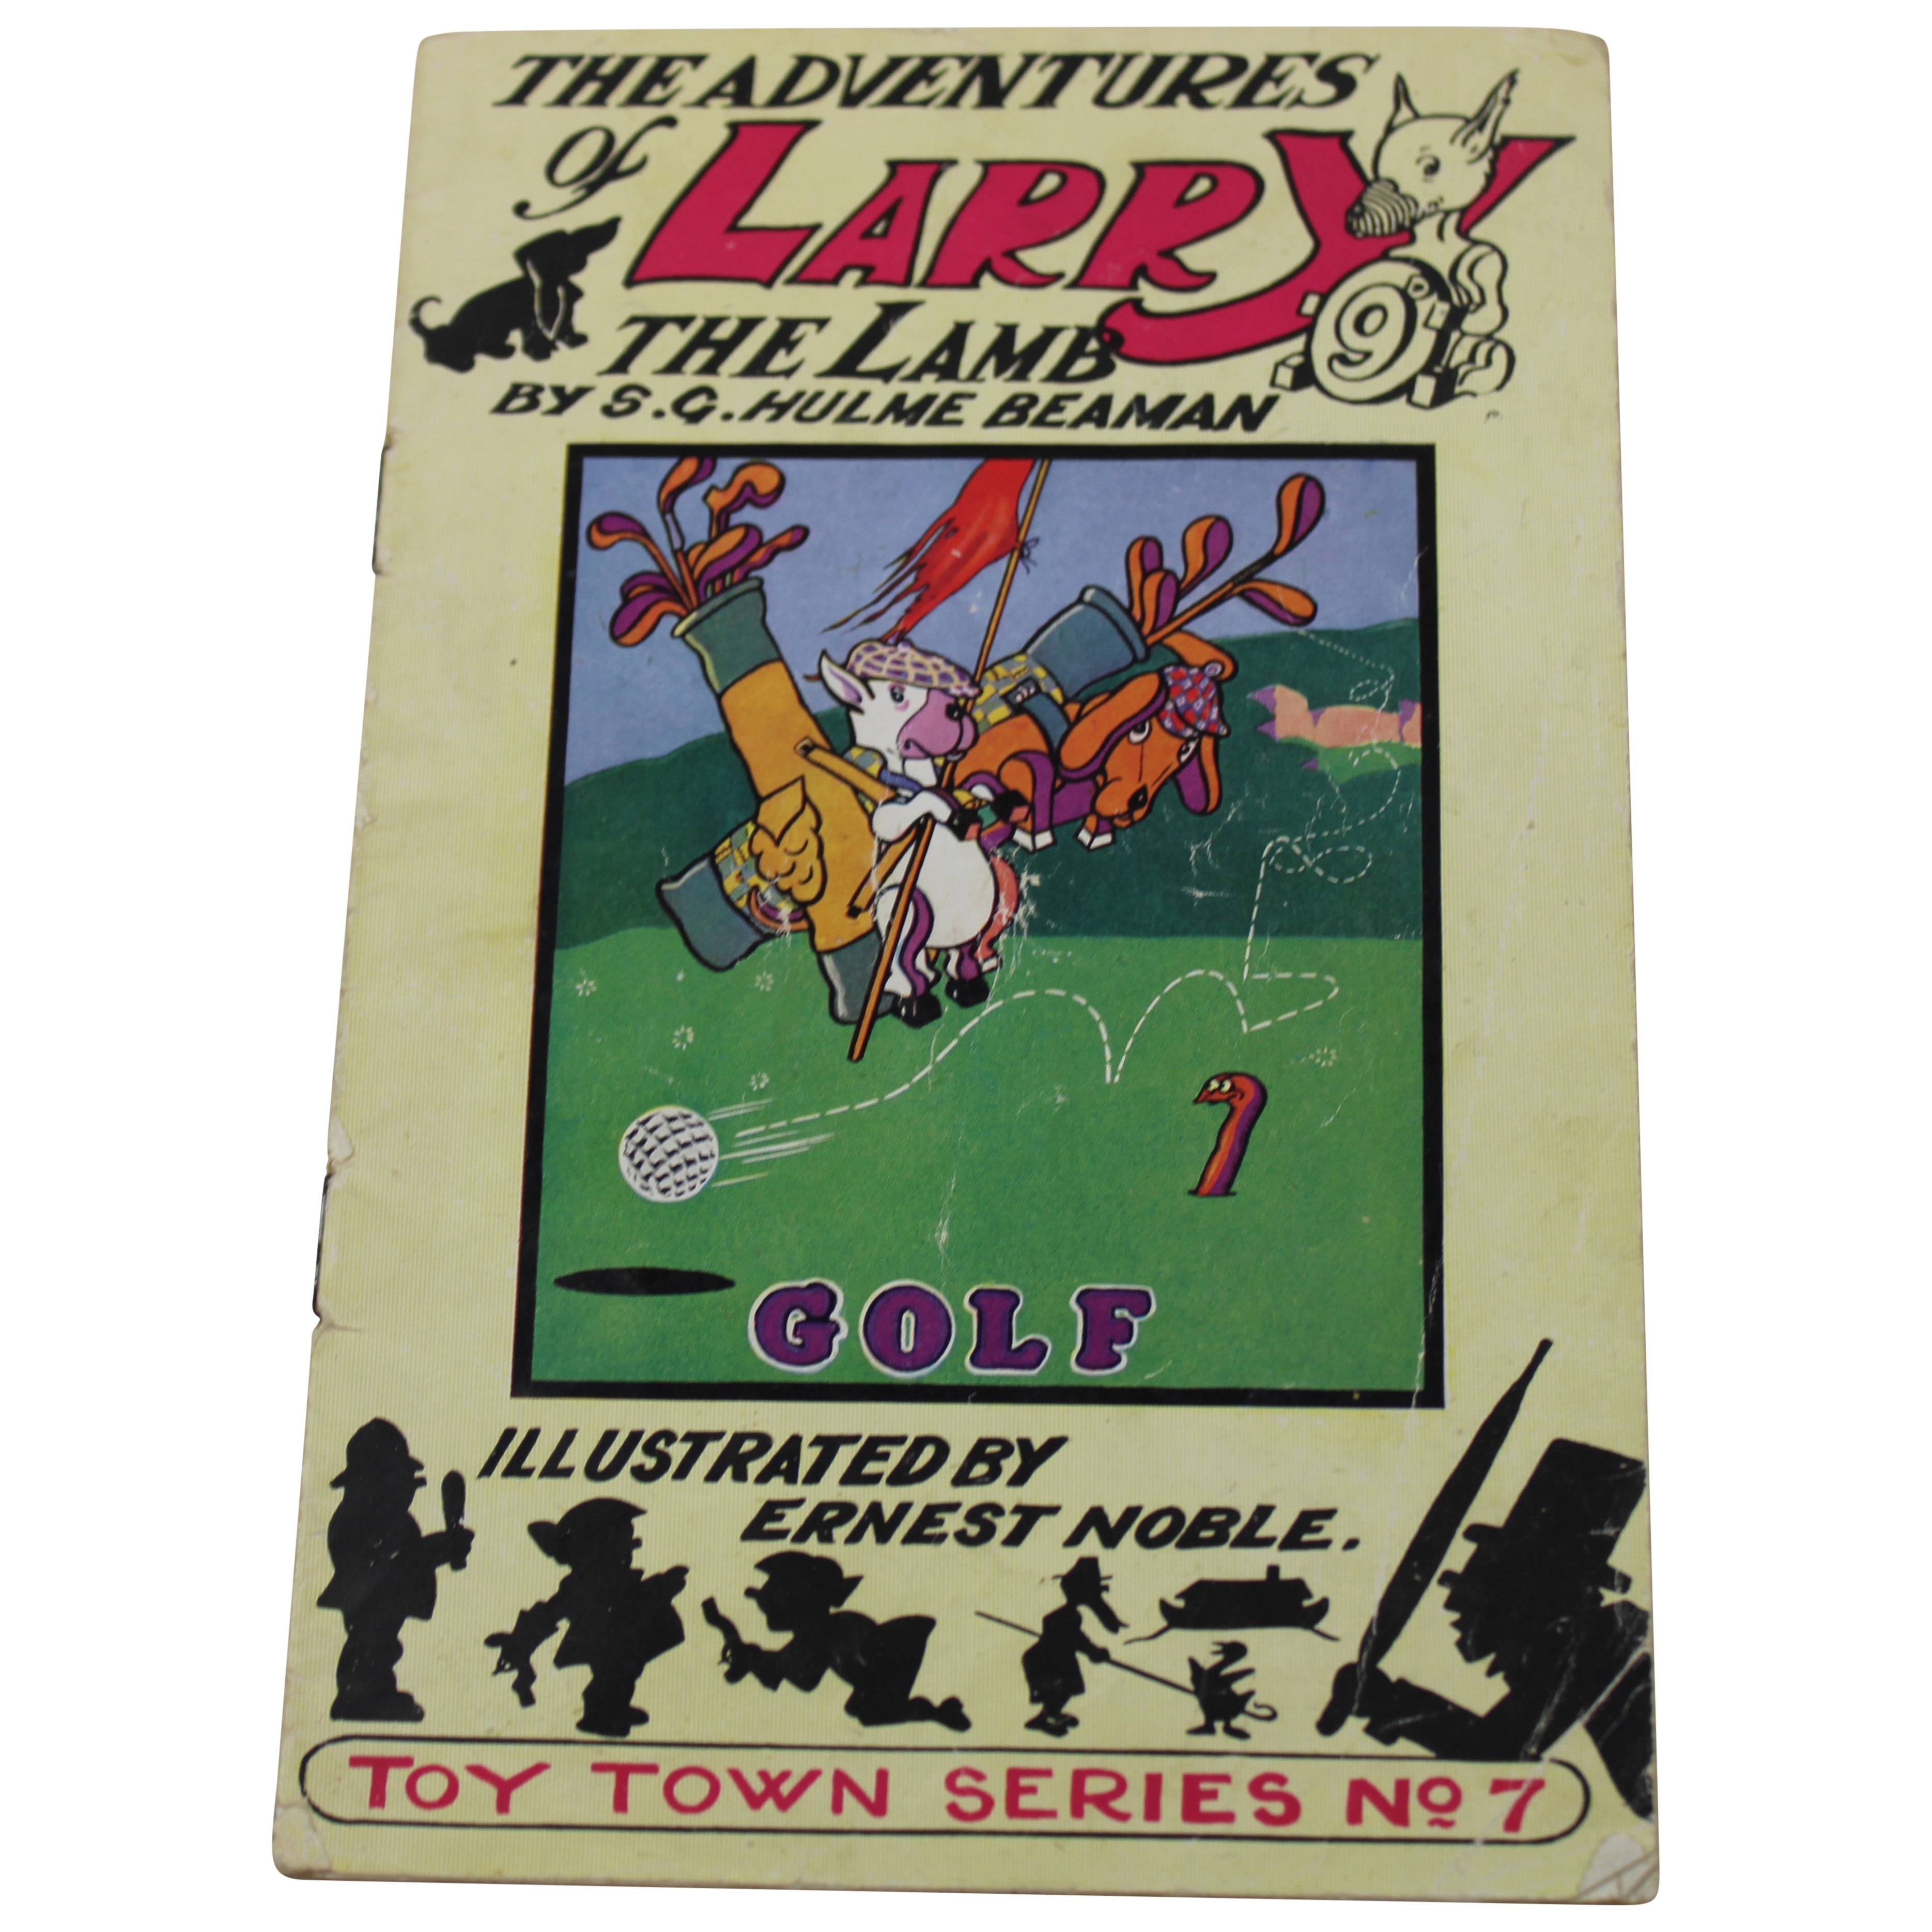 THE ADVENTURES
of LARRY
THE LAMB
9D
BY S.G. HULME BEAMAN
GOLF
ILLUSTRATED BY
ERNEST NOBLE.
TOY TOWN SERIES No 7